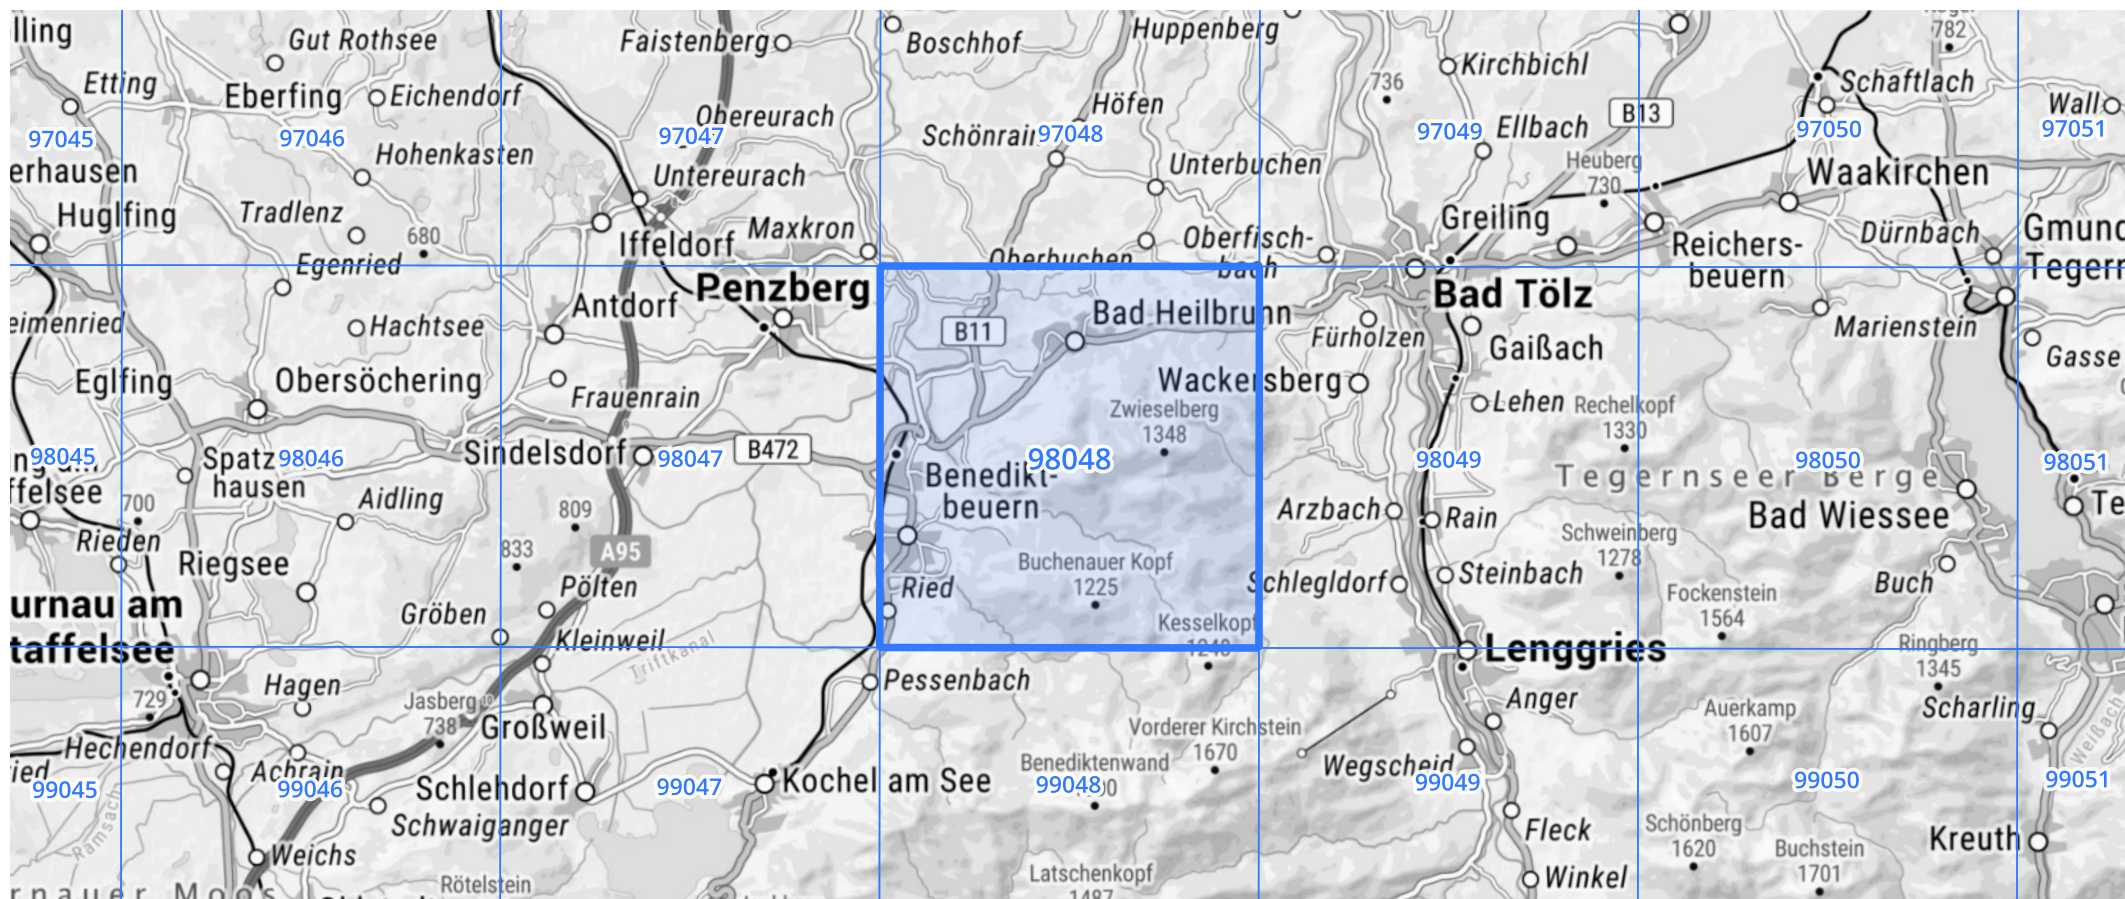 lling
Gut Rothsee
Faistenberg
Boschhof
Huppenberg
Kirchbichl
782
Etting
Eberfing
Eichendorf
Höfen
736
Schaftlach
Wall
97045
97046
97047
Obereurach
Schönrain
97048
97049
Ellbach
B13
97050
97051
erhausen
Hohenkasten
Untereurach
Unterbuchen
Heuberg
730
Waakirchen
Huglfing
Tradlenz
680
Iffeldorf
Maxkron
Oberfisch-
bach
Greiling
Reichers-
beuern
Dürnbach
Gmund
Tegern
Egenried
Oberbuchen
Penzberg
Antdorf
B11
Bad Heilbrunn
Bad Tölz
eimenried
Hachtsee
Fürholzen
Gaißach
Marienstein
Gasse
Eglfing
Obersöchering
Frauenrain
Wackersberg
Zwieselberg
1348
Lehen
Rechelkopf
1330
98045
98046
Sindelsdorf
98047
B472
98048
98049
98050
98051
ffelsee
Spatz
hausen
Aidling
Benedikt-
beuern
Tegernseer Berge
Bad Wiessee
Te
700
809
Arzbach
Rain
Rieden
Riegsee
833
A95
Pölten
Buchenauer Kopf
1225
Ried
Schlegldorf
Steinbach
Schweinberg
1278
Buch
Fockenstein
1564
urnau am
taffelsee
Gröben
Kleinweil
Triftkanal
Kesselkopf
1240
Lenggries
Ringberg
1345
729
Hagen
Jasberg
738
Großweil
Pessenbach
Anger
Auerkamp
1607
Scharling
Weißach
Hechendorf
Achrain
Vorderer Kirchstein
1670
Benediktenwand
Wegscheid
ried
99045
99046
Schlehdorf
99047
Kochel am See
99048
99049
99050
99051
Ramsach
Schwaiganger
Fleck
Schönberg
1620
Kreuth
Weichs
Rötelstein
Latschenkopf
1487
Winkel
Buchstein
1701
rnauer Moos